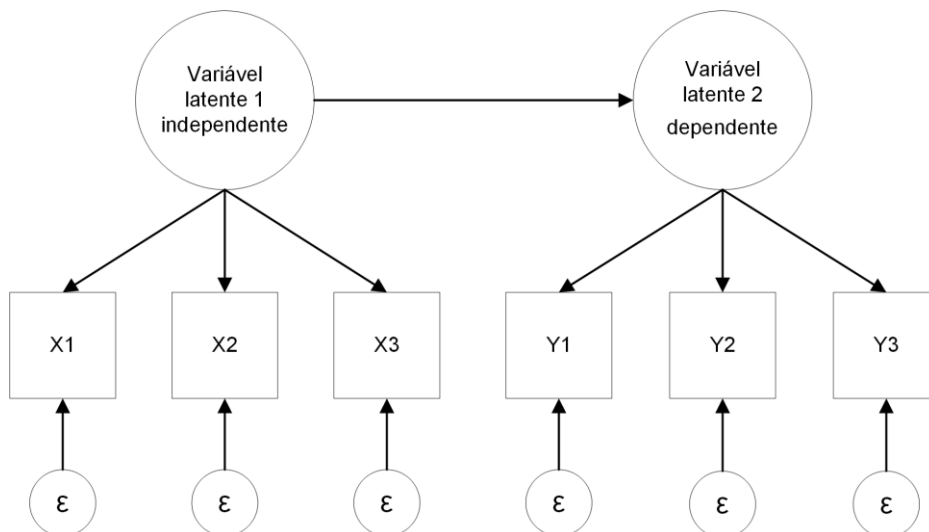 Variável
latente 1
independente
Variável
latente 2
dependente
X1
X2
X3
Y1
Y2
Y3
ε
ε
ε
ε
ε
ε